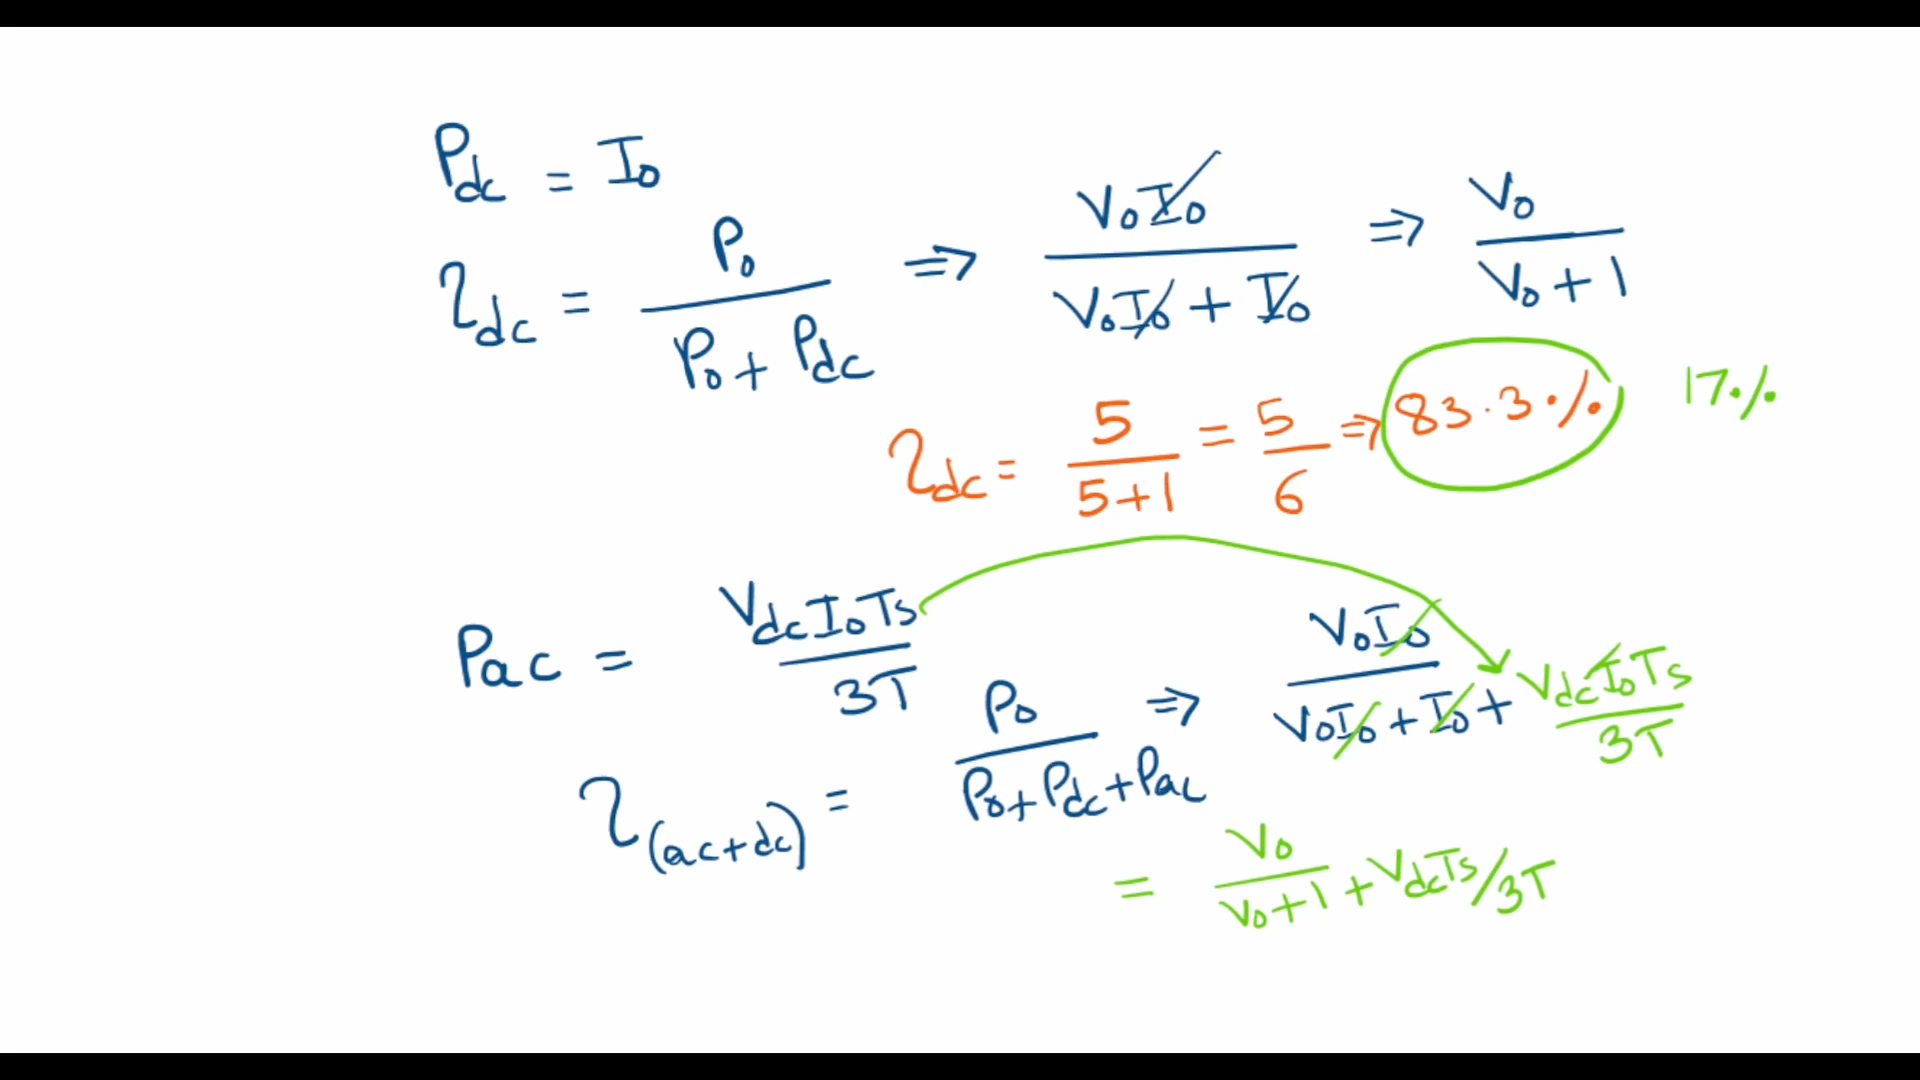 Pdc = Io
ηdc = Po / (Po + Pdc) ⇒ VoIo / (VoIo + Io) ⇒ Vo / (Vo + 1)
ηdc = 5 / (5+1) = 5/6 ⇒ 83.3% 17%
Pac = VdcIoTs / 3T
η(ac+dc) = Po / (Po + Pdc + Pac) ⇒ VoIo / (VoIo + Io + VdcIoTs / 3T)
= Vo / (Vo+1 + VdcTs/3T)